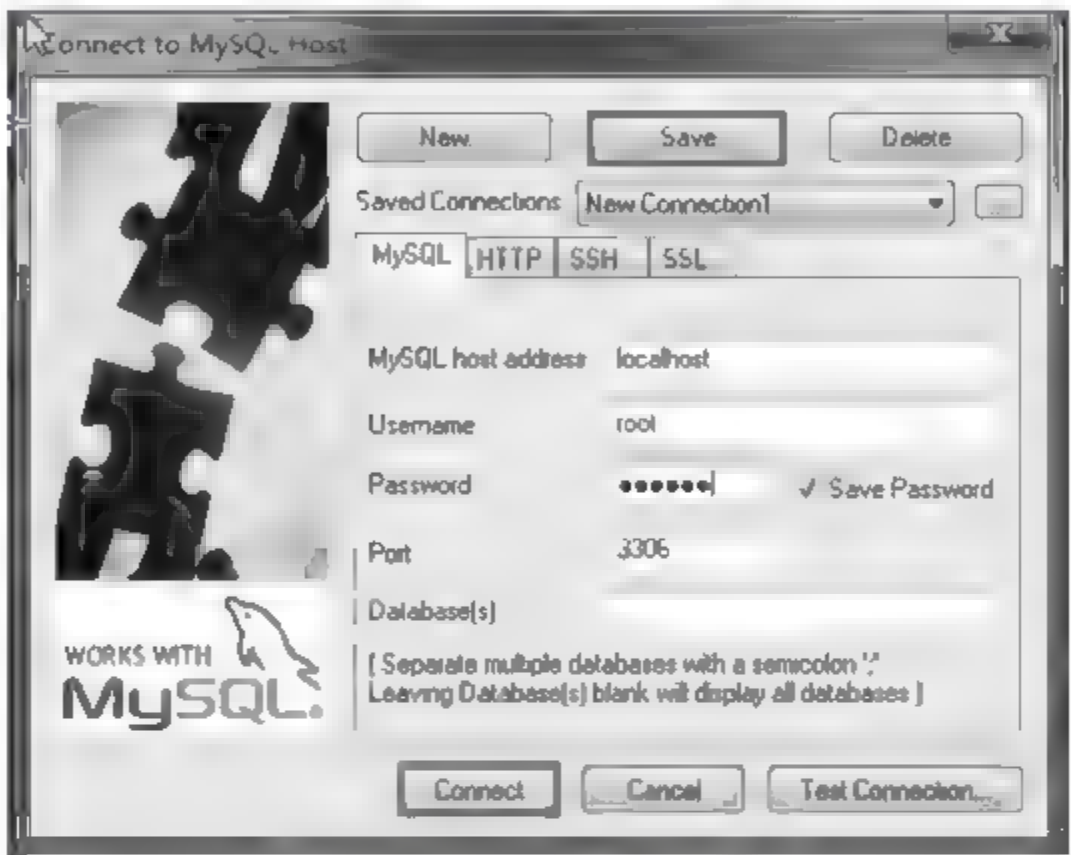 Connect to MySQL Host
New
Save
Delete
Saved Connections
New Connection1
...
MySQL
HTTP
SSH
SSL
MySQL host address
localhost
Username
root
Password
●●●●●●
✓ Save Password
Port
3306
Database(s)
( Separate multiple databases with a semicolon ';'
Leaving Database(s) blank will display all databases )
WORKS WITH
MySQL.
Connect
Cancel
Test Connection...